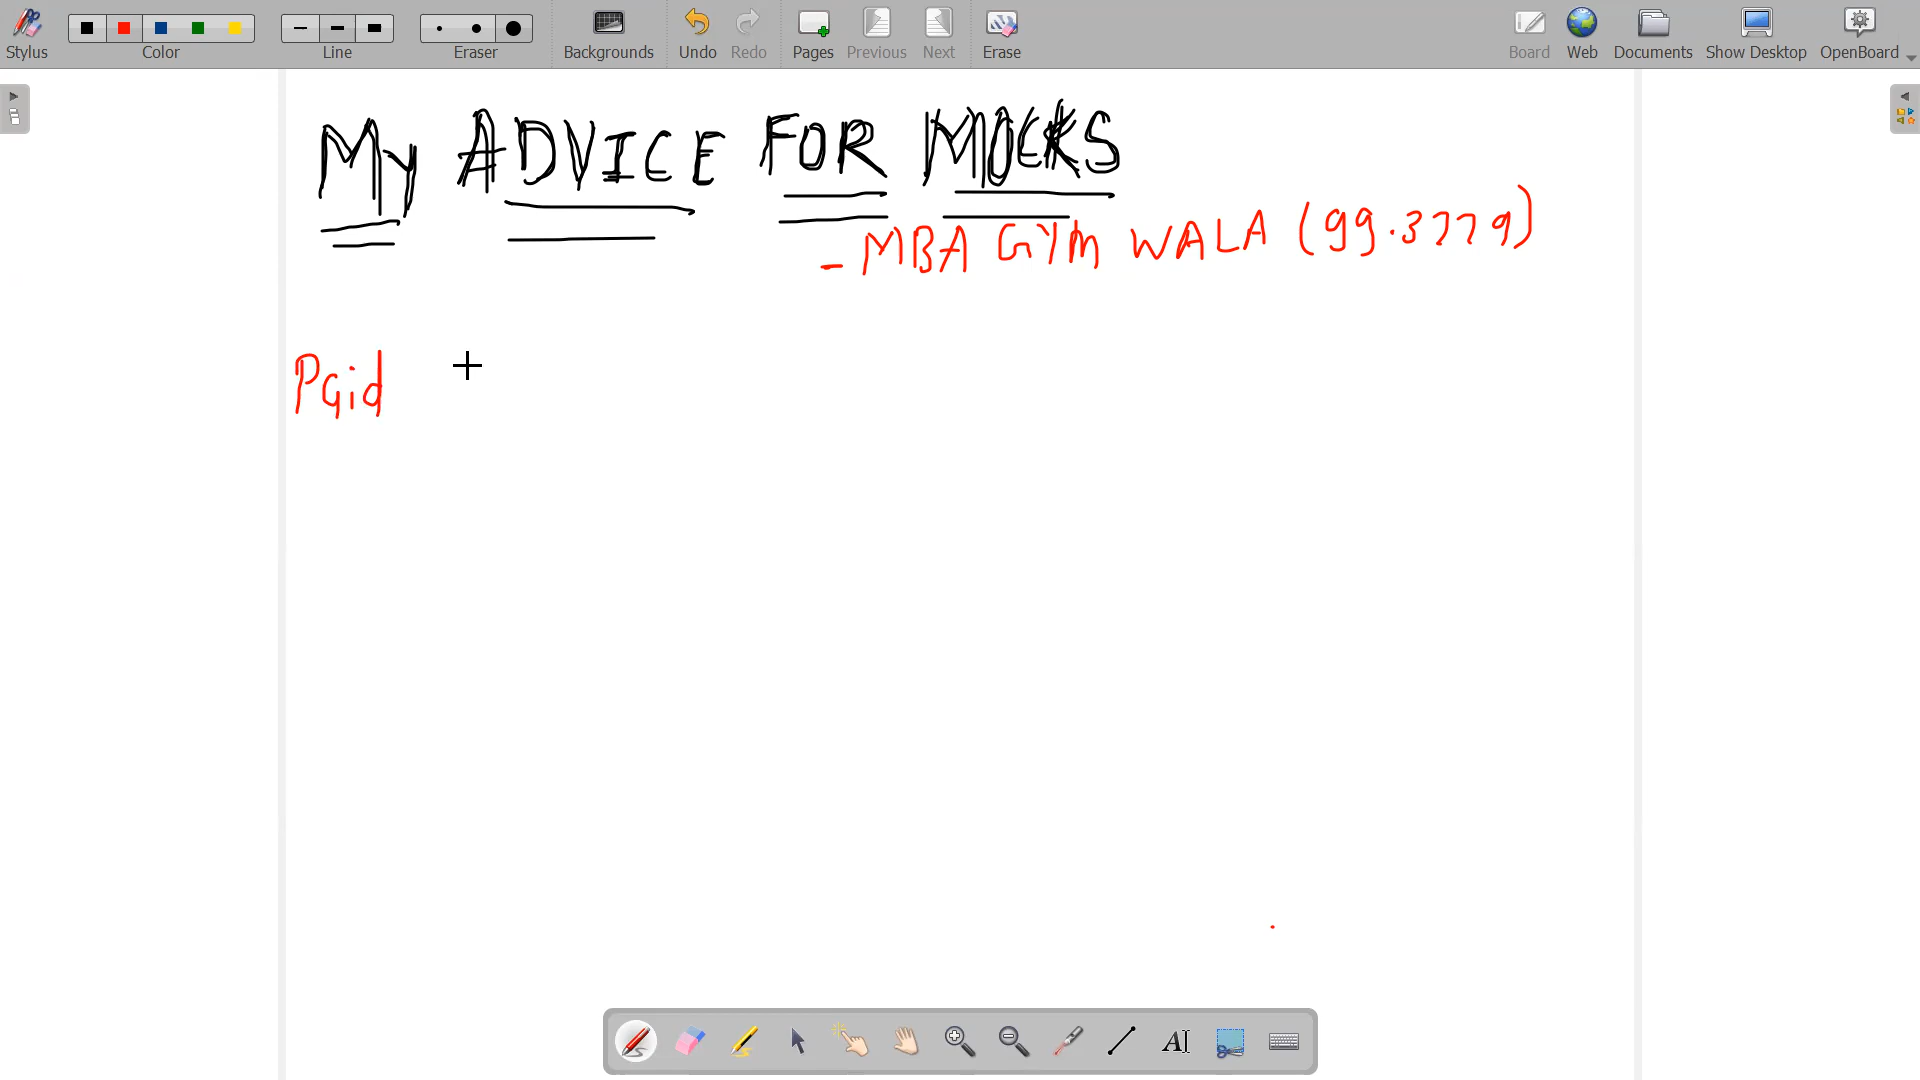 Stylus Color Line Eraser Backgrounds Undo Redo Pages Previous Next Erase Board Web Documents Show Desktop OpenBoard
My ADVICE FOR MOCKS
- MBA GYM WALA (99.3779)
Paid